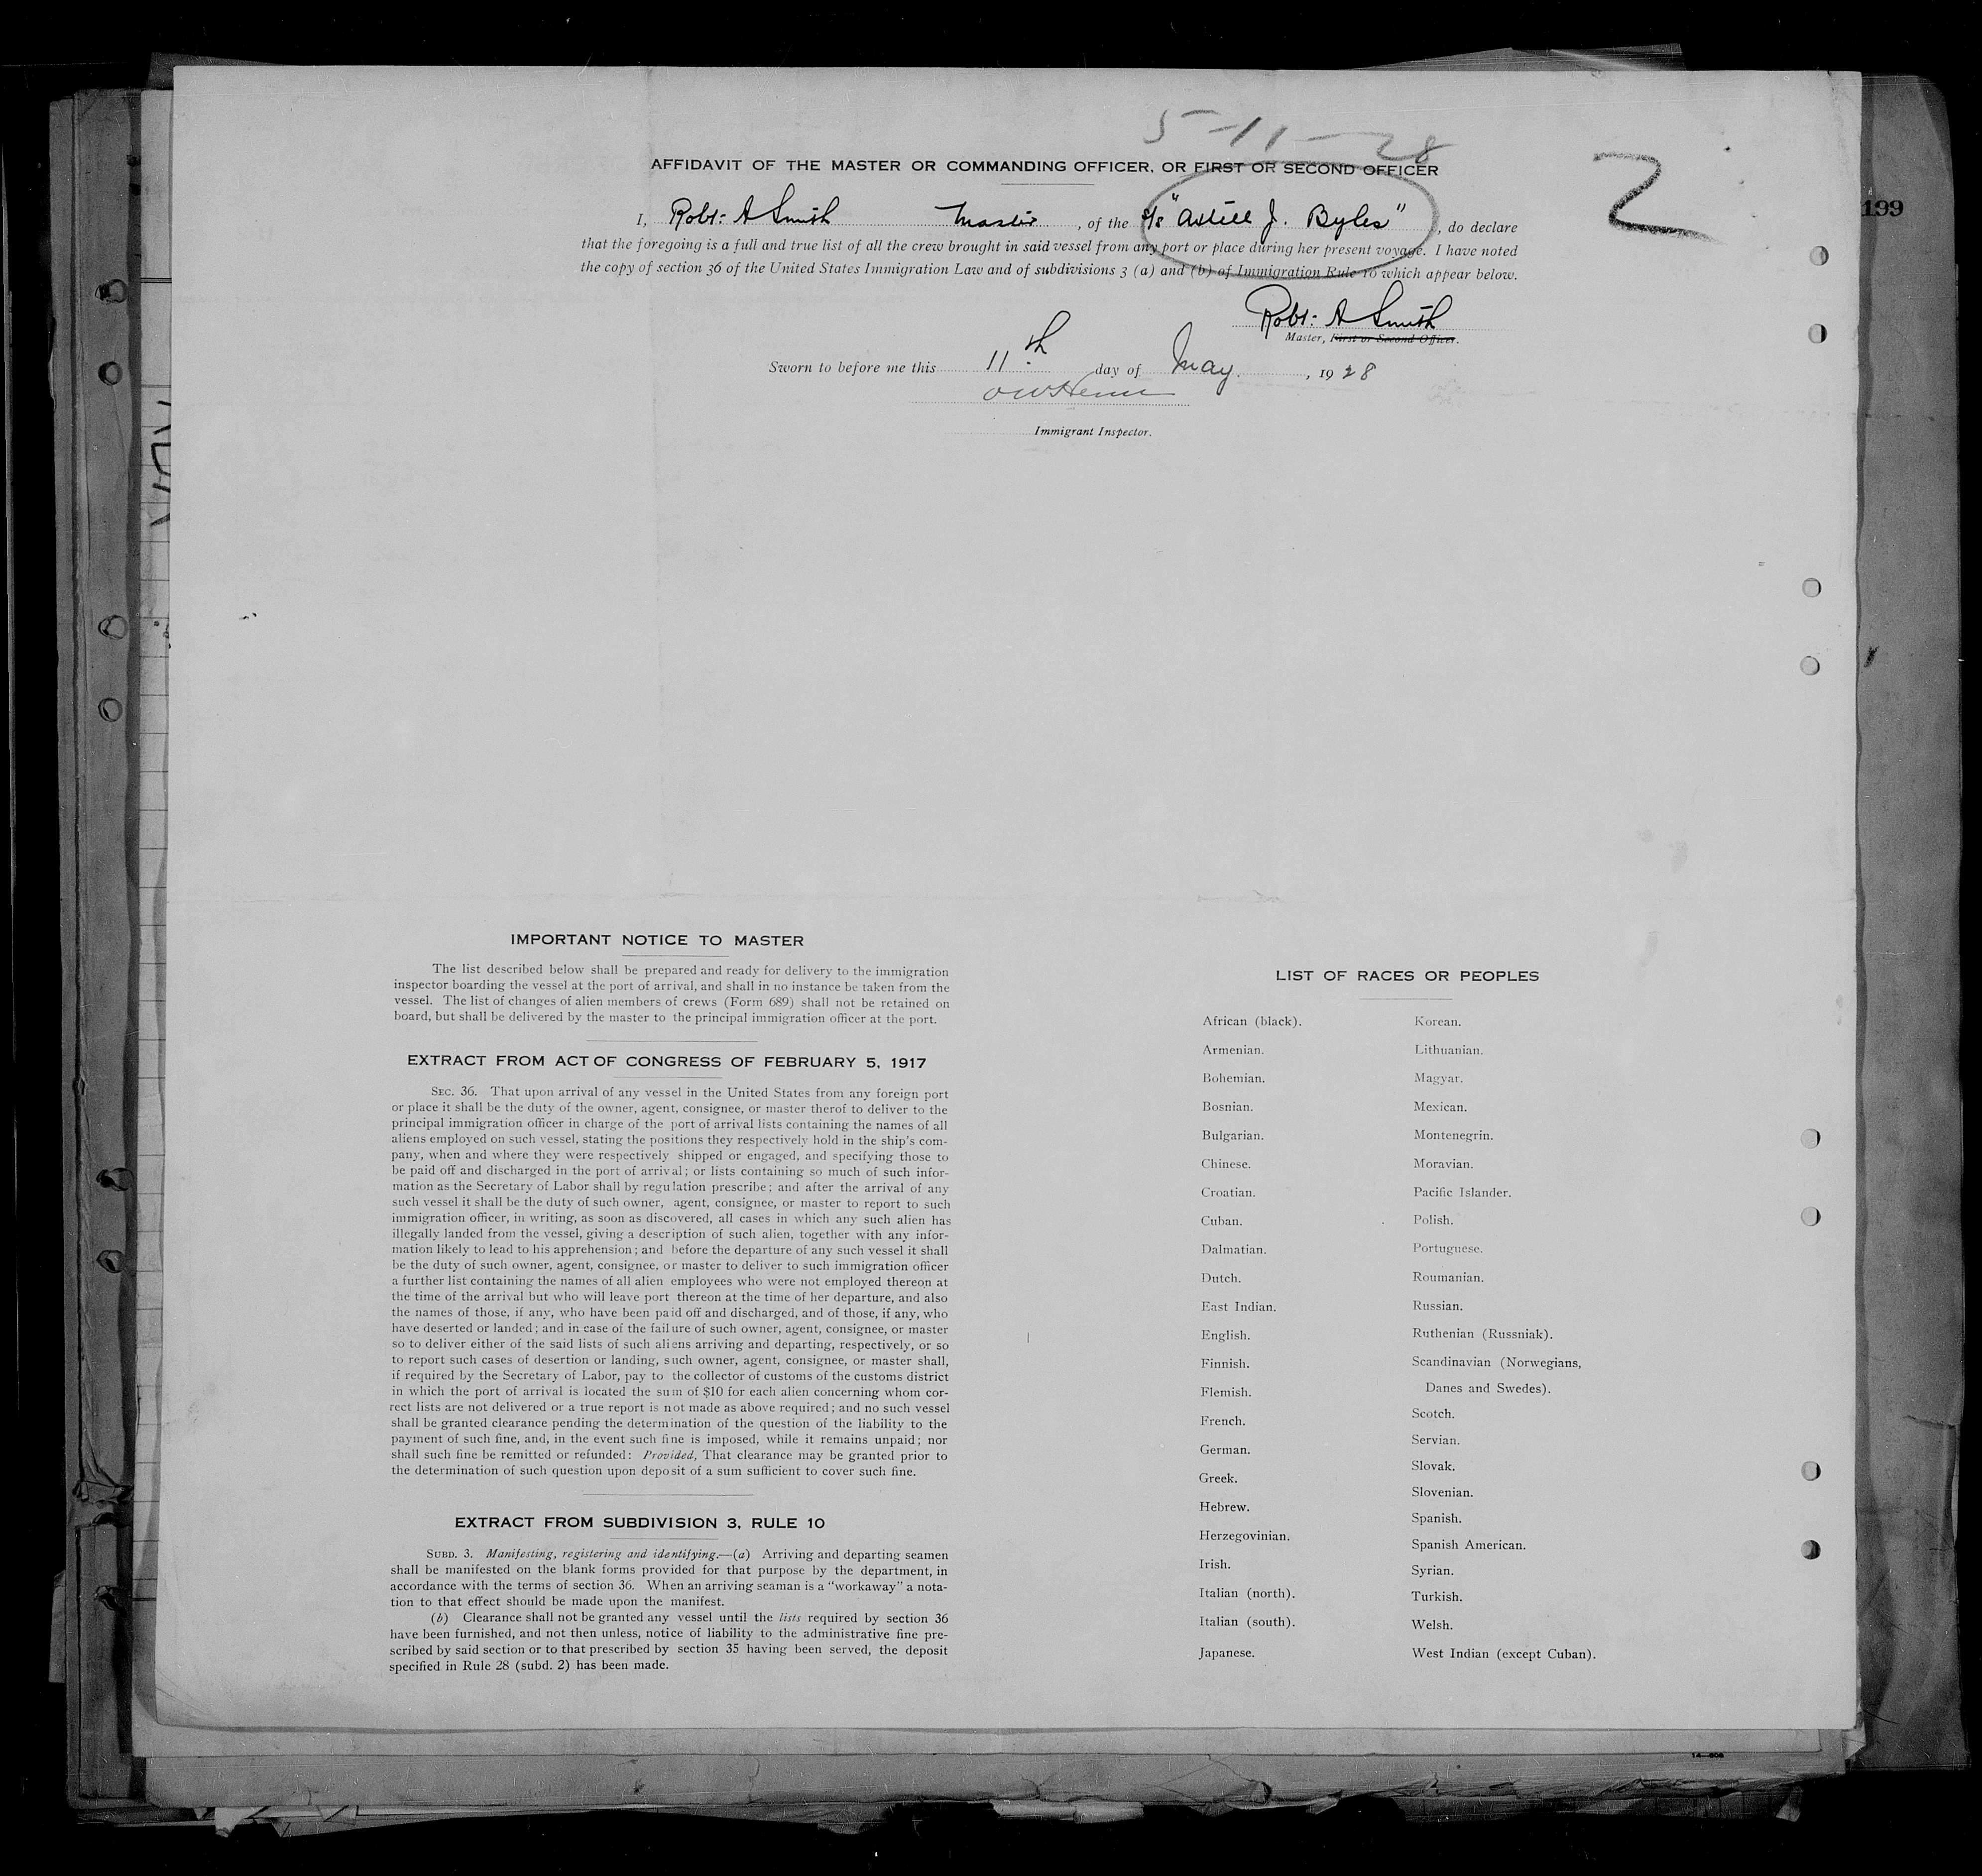 5-11-28
AFFIDAVIT OF THE MASTER OR COMMANDING OFFICER, OR FIRST OR SECOND OFFICER
2
199
I, Robt: A Smith Master, of the S/S "Axtell J. Byles", do declare
that the foregoing is a full and true list of all the crew brought in said vessel from any port or place during her present voyage. I have noted
the copy of section 36 of the United States Immigration Law and of subdivisions 3 (a) and (b) of Immigration Rule 10 which appear below.
Robt: A Smith
Master, First or Second Officer.
Sworn to before me this 11th day of May, 1928
Immigrant Inspector.
IMPORTANT NOTICE TO MASTER
The list described below shall be prepared and ready for delivery to the immigration
inspector boarding the vessel at the port of arrival, and shall in no instance be taken from the
vessel. The list of changes of alien members of crews (Form 689) shall not be retained on
board, but shall be delivered by the master to the principal immigration officer at the port.
EXTRACT FROM ACT OF CONGRESS OF FEBRUARY 5, 1917
SEC. 36. That upon arrival of any vessel in the United States from any foreign port
or place it shall be the duty of the owner, agent, consignee, or master therof to deliver to the
principal immigration officer in charge of the port of arrival lists containing the names of all
aliens employed on such vessel, stating the positions they respectively hold in the ship's com-
pany, when and where they were respectively shipped or engaged, and specifying those to
be paid off and discharged in the port of arrival; or lists containing so much of such infor-
mation as the Secretary of Labor shall by regulation prescribe; and after the arrival of any
such vessel it shall be the duty of such owner, agent, consignee, or master to report to such
immigration officer, in writing, as soon as discovered, all cases in which any such alien has
illegally landed from the vessel, giving a description of such alien, together with any infor-
mation likely to lead to his apprehension; and before the departure of any such vessel it shall
be the duty of such owner, agent, consignee, or master to deliver to such immigration officer
a further list containing the names of all alien employees who were not employed thereon at
the time of the arrival but who will leave port thereon at the time of her departure, and also
the names of those, if any, who have been paid off and discharged, and of those, if any, who
have deserted or landed; and in case of the failure of such owner, agent, consignee, or master
so to deliver either of the said lists of such aliens arriving and departing, respectively, or so
to report such cases of desertion or landing, such owner, agent, consignee, or master shall,
if required by the Secretary of Labor, pay to the collector of customs of the customs district
in which the port of arrival is located the sum of $10 for each alien concerning whom cor-
rect lists are not delivered or a true report is not made as above required; and no such vessel
shall be granted clearance pending the determination of the question of the liability to the
payment of such fine, and, in the event such fine is imposed, while it remains unpaid; nor
shall such fine be remitted or refunded: Provided, That clearance may be granted prior to
the determination of such question upon deposit of a sum sufficient to cover such fine.
EXTRACT FROM SUBDIVISION 3, RULE 10
SUBD. 3. Manifesting, registering and identifying.—(a) Arriving and departing seamen
shall be manifested on the blank forms provided for that purpose by the department, in
accordance with the terms of section 36. When an arriving seaman is a "workaway" a nota-
tion to that effect should be made upon the manifest.
(b) Clearance shall not be granted any vessel until the lists required by section 36
have been furnished, and not then unless, notice of liability to the administrative fine pre-
scribed by said section or to that prescribed by section 35 having been served, the deposit
specified in Rule 28 (subd. 2) has been made.
LIST OF RACES OR PEOPLES
African (black).
Armenian.
Bohemian.
Bosnian.
Bulgarian.
Chinese.
Croatian.
Cuban.
Dalmatian.
Dutch.
East Indian.
English.
Finnish.
Flemish.
French.
German.
Greek.
Hebrew.
Herzegovinian.
Irish.
Italian (north).
Italian (south).
Japanese.
Korean.
Lithuanian.
Magyar.
Mexican.
Montenegrin.
Moravian.
Pacific Islander.
Polish.
Portuguese.
Roumanian.
Russian.
Ruthenian (Russniak).
Scandinavian (Norwegians,
Danes and Swedes).
Scotch.
Servian.
Slovak.
Slovenian.
Spanish.
Spanish American.
Syrian.
Turkish.
Welsh.
West Indian (except Cuban).